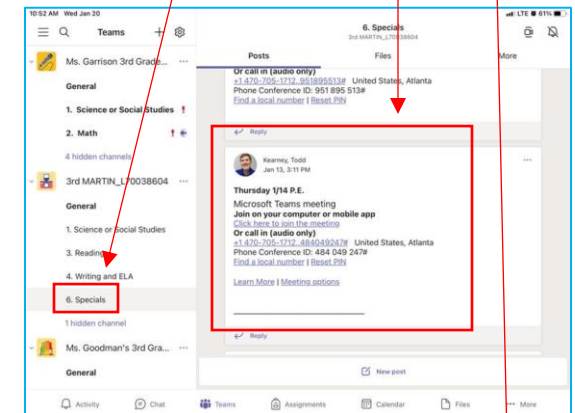 10:52 AM Wed Jan 20
LTE 61%
Teams
Ms. Garrison 3rd Grade...
General
1. Science or Social Studies
2. Math
4 hidden channels
3rd MARTIN_L70038604
General
1. Science or Social Studies
3. Reading
4. Writing and ELA
6. Specials
1 hidden channel
Ms. Goodman's 3rd Gra...
General
6. Specials
3rd MARTIN_L70038604
Posts
Files
More
Or call in (audio only)
+1 470-705-1712,,951895513# United States, Atlanta
Phone Conference ID: 951 895 513#
Find a local number | Reset PIN
Reply
Kearney, Todd
Jan 13, 3:11 PM
Thursday 1/14 P.E.
Microsoft Teams meeting
Join on your computer or mobile app
Click here to join the meeting
Or call in (audio only)
+1 470-705-1712,,484049247# United States, Atlanta
Phone Conference ID: 484 049 247#
Find a local number | Reset PIN
Learn More | Meeting options
Reply
New post
Activity
Chat
Teams
Assignments
Calendar
Files
More